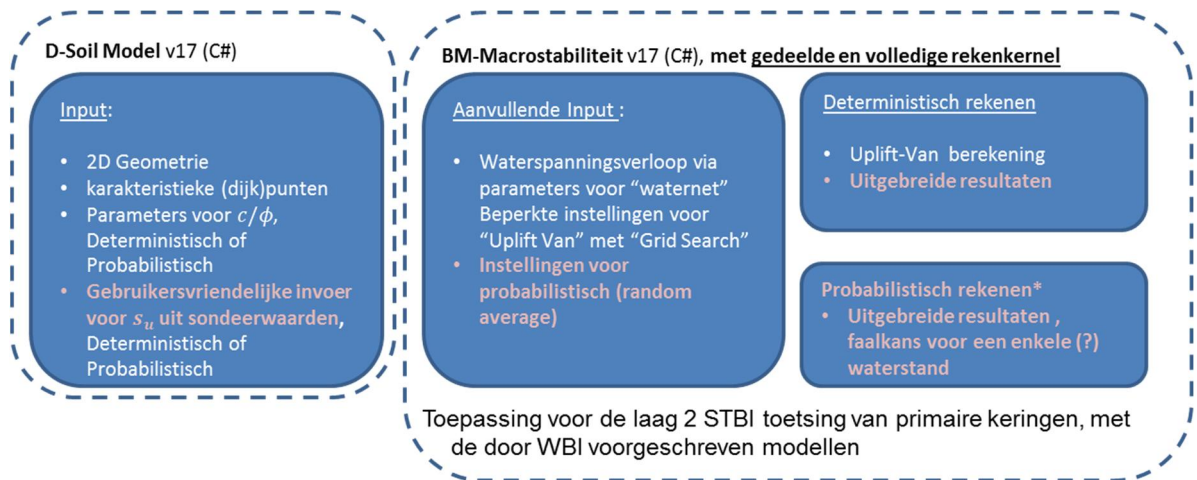 D-Soil Model v17 (C#)
Input:
• 2D Geometrie
• karakteristieke (dijk)punten
• Parameters voor c/ϕ,
Deterministisch of
Probabilistisch
• Gebruikersvriendelijke invoer
voor s_u uit sondeerwaarden,
Deterministisch of
Probabilistisch
BM-Macrostabiliteit v17 (C#), met gedeelde en volledige rekenkernel
Aanvullende Input :
• Waterspanningsverloop via
parameters voor “waternet”
Beperkte instellingen voor
“Uplift Van” met “Grid Search”
• Instellingen voor
probabilistisch (random
average)
Deterministisch rekenen
• Uplift-Van berekening
• Uitgebreide resultaten
Probabilistisch rekenen*
• Uitgebreide resultaten ,
faalkans voor een enkele (?)
waterstand
Toepassing voor de laag 2 STBI toetsing van primaire keringen, met
de door WBI voorgeschreven modellen